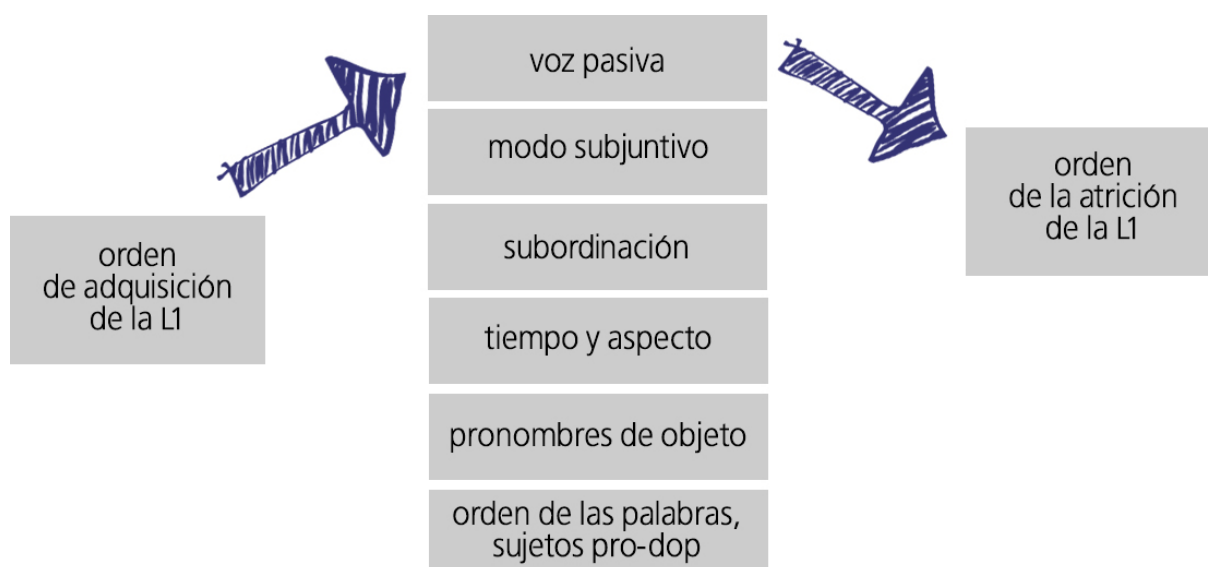 voz pasiva
modo subjuntivo
subordinación
tiempo y aspecto
pronombres de objeto
orden de las palabras,
sujetos pro-dop
orden
de adquisición
de la L1
orden
de la atrición
de la L1